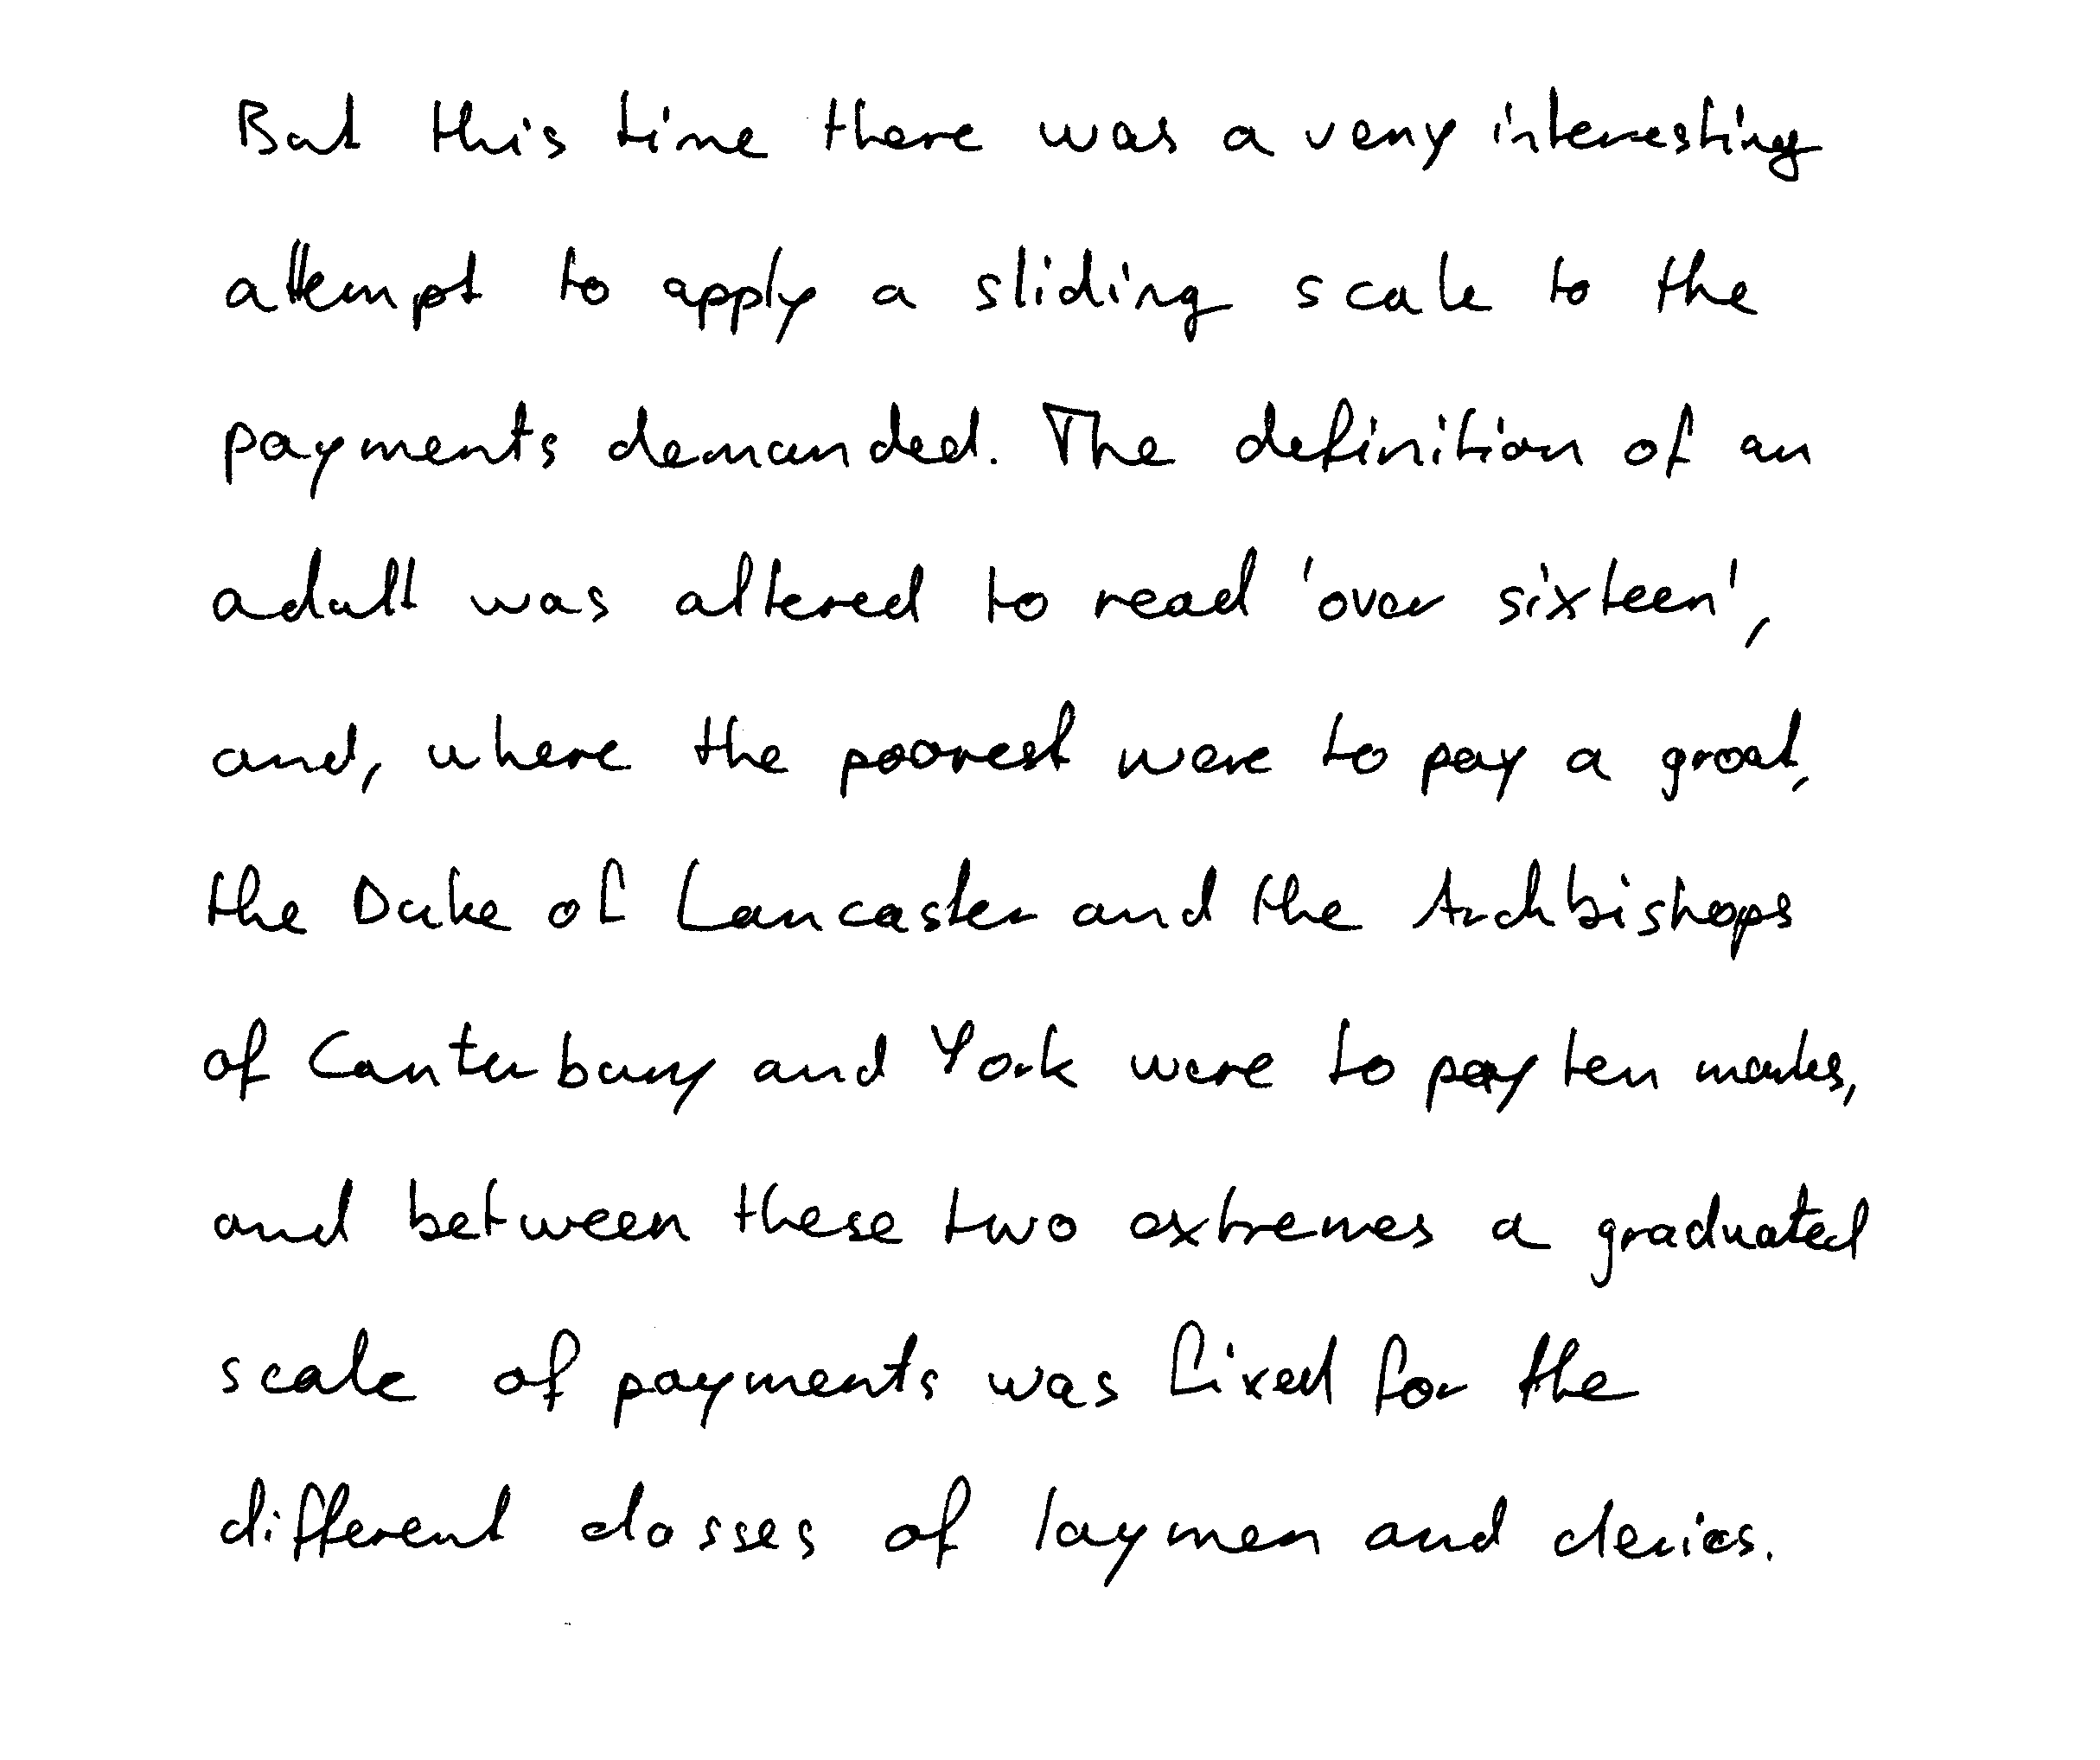 But this time there was a very interesting
attempt to apply a sliding scale to the
payments demanded. The definition of an
adult was altered to read 'over sixteen',
and, where the poorest were to pay a groat,
the Duke of Lancaster and the Archbishops
of Canterbury and York were to pay ten marks,
and between these two extremes a graduated
scale of payments was fixed for the
different classes of laymen and clerics.